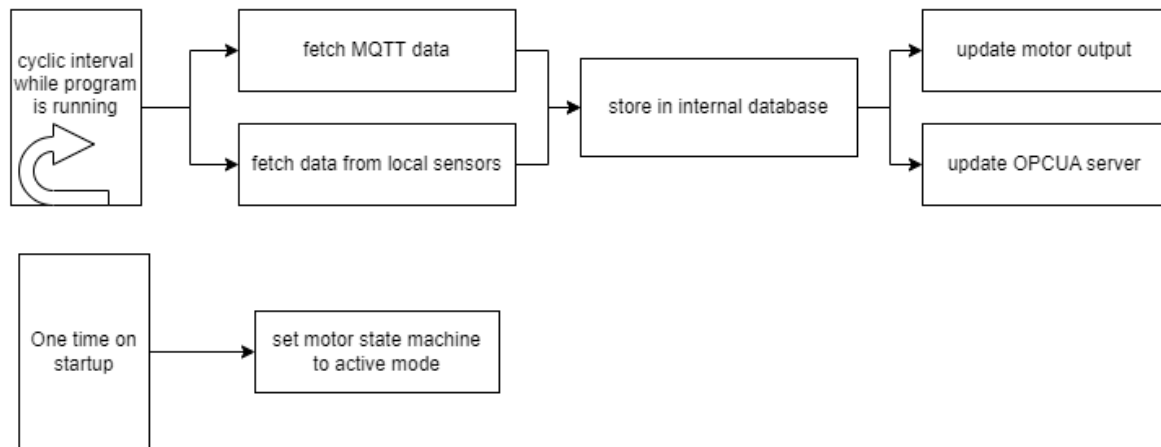 cyclic interval
while program
is running
fetch MQTT data
fetch data from local sensors
store in internal database
update motor output
update OPCUA server
One time on
startup
set motor state machine
to active mode